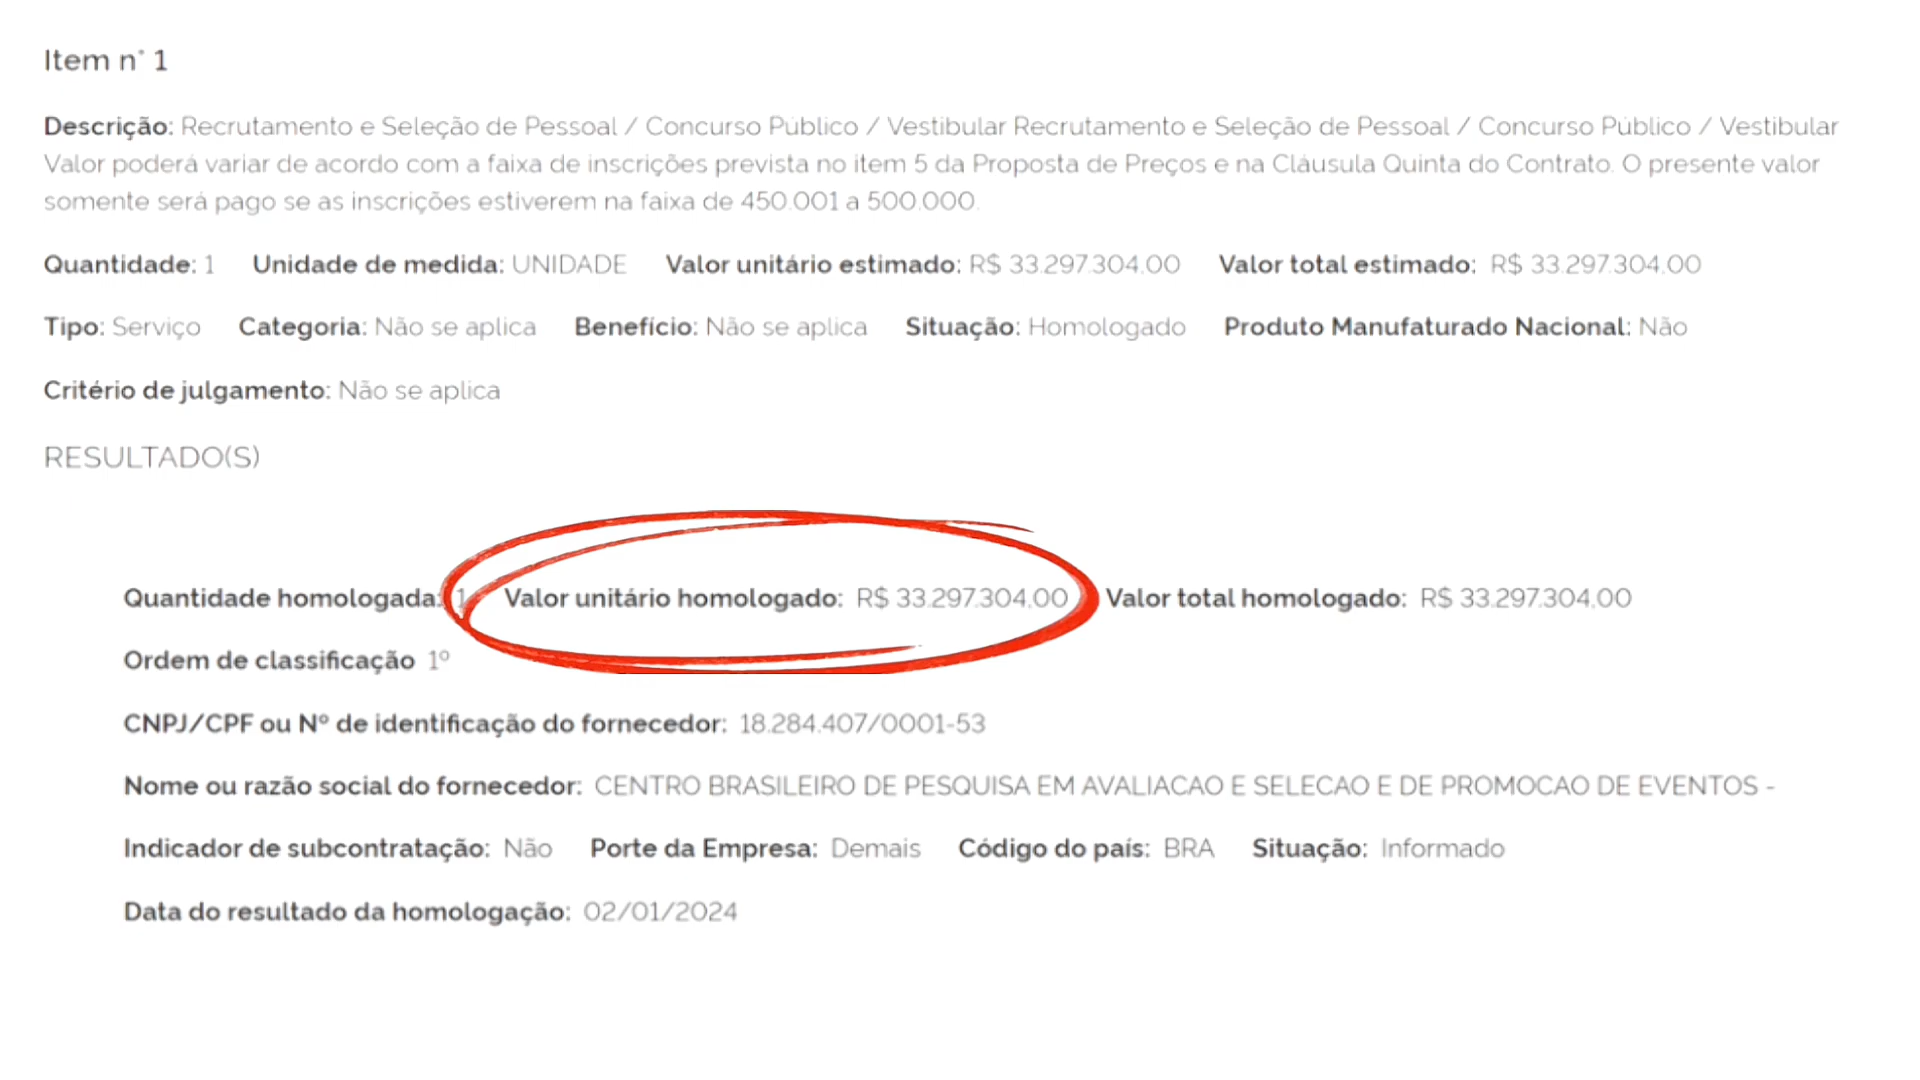 Item n° 1
Descrição: Recrutamento e Seleção de Pessoal / Concurso Público / Vestibular Recrutamento e Seleção de Pessoal / Concurso Público / Vestibular
Valor poderá variar de acordo com a faixa de inscrições prevista no item 5 da Proposta de Preços e na Cláusula Quinta do Contrato. O presente valor
somente será pago se as inscrições estiverem na faixa de 450.001 a 500.000.
Quantidade: 1 Unidade de medida: UNIDADE Valor unitário estimado: R$ 33.297.304,00 Valor total estimado: R$ 33.297.304,00
Tipo: Serviço Categoria: Não se aplica Benefício: Não se aplica Situação: Homologado Produto Manufaturado Nacional: Não
Critério de julgamento: Não se aplica
RESULTADO(S)
Quantidade homologada: 1 Valor unitário homologado: R$ 33.297.304,00 Valor total homologado: R$ 33.297.304,00
Ordem de classificação 1º
CNPJ/CPF ou Nº de identificação do fornecedor: 18.284.407/0001-53
Nome ou razão social do fornecedor: CENTRO BRASILEIRO DE PESQUISA EM AVALIACAO E SELECAO E DE PROMOCAO DE EVENTOS -
Indicador de subcontratação: Não Porte da Empresa: Demais Código do país: BRA Situação: Informado
Data do resultado da homologação: 02/01/2024